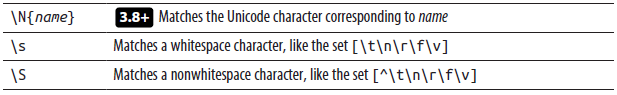 \N{name} 3.8+ Matches the Unicode character corresponding to name
\s Matches a whitespace character, like the set [\t\n\r\f\v]
\S Matches a nonwhitespace character, like the set [^\t\n\r\f\v]